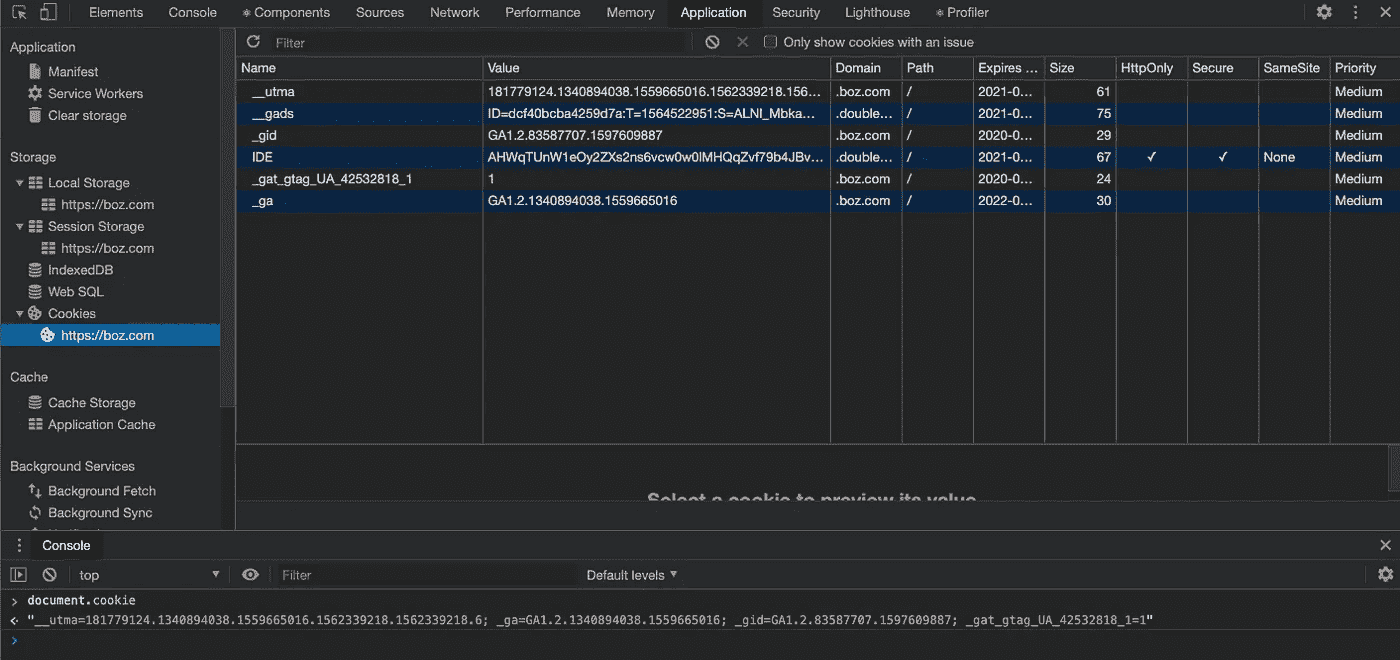 Elements Console Components Sources Network Performance Memory Application Security Lighthouse Profiler
Application
Manifest
Service Workers
Clear storage
Storage
Local Storage
https://boz.com
Session Storage
https://boz.com
IndexedDB
Web SQL
Cookies
https://boz.com
Cache
Cache Storage
Application Cache
Background Services
Background Fetch
Background Sync
Filter Only show cookies with an issue
Name Value Domain Path Expires ... Size HttpOnly Secure SameSite Priority
__utma 181779124.1340894038.1559665016.1562339218.156... .boz.com / 2021-0... 61 Medium
__gads ID=dcf40bcba4259d7a:T=1564522951:S=ALNI_Mbka... .double... / 2021-0... 75 Medium
_gid GA1.2.83587707.1597609887 .boz.com / 2020-0... 29 Medium
IDE AHWqTUnW1eOy2ZXs2ns6vcw0w0lMHQqZvf79b4JBv... .double... / 2021-0... 67 ✓ ✓ None Medium
_gat_gtag_UA_42532818_1 1 .boz.com / 2020-0... 24 Medium
_ga GA1.2.1340894038.1559665016 .boz.com / 2022-0... 30 Medium
Select a cookie to preview its value
Console
top Filter Default levels
document.cookie
"__utma=181779124.1340894038.1559665016.1562339218.1562339218.6; _ga=GA1.2.1340894038.1559665016; _gid=GA1.2.83587707.1597609887; _gat_gtag_UA_42532818_1=1"